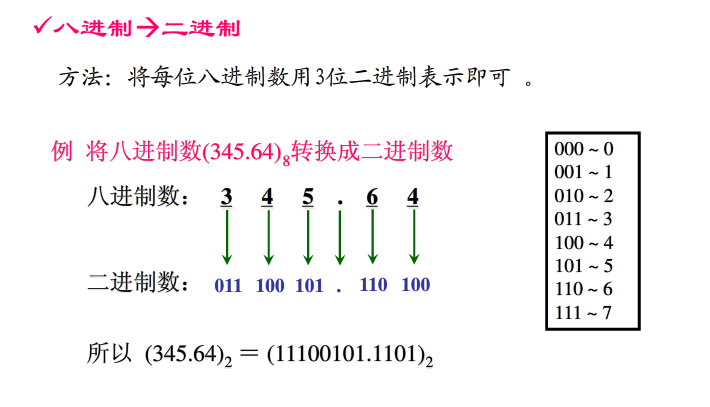 ✓八进制→二进制
方法：将每位八进制数用3位二进制表示即可 。
例 将八进制数(345.64)₈转换成二进制数
八进制数： 3 4 5 . 6 4
二进制数： 011 100 101 . 110 100
所以 (345.64)₂ = (11100101.1101)₂
000 ~ 0
001 ~ 1
010 ~ 2
011 ~ 3
100 ~ 4
101 ~ 5
110 ~ 6
111 ~ 7